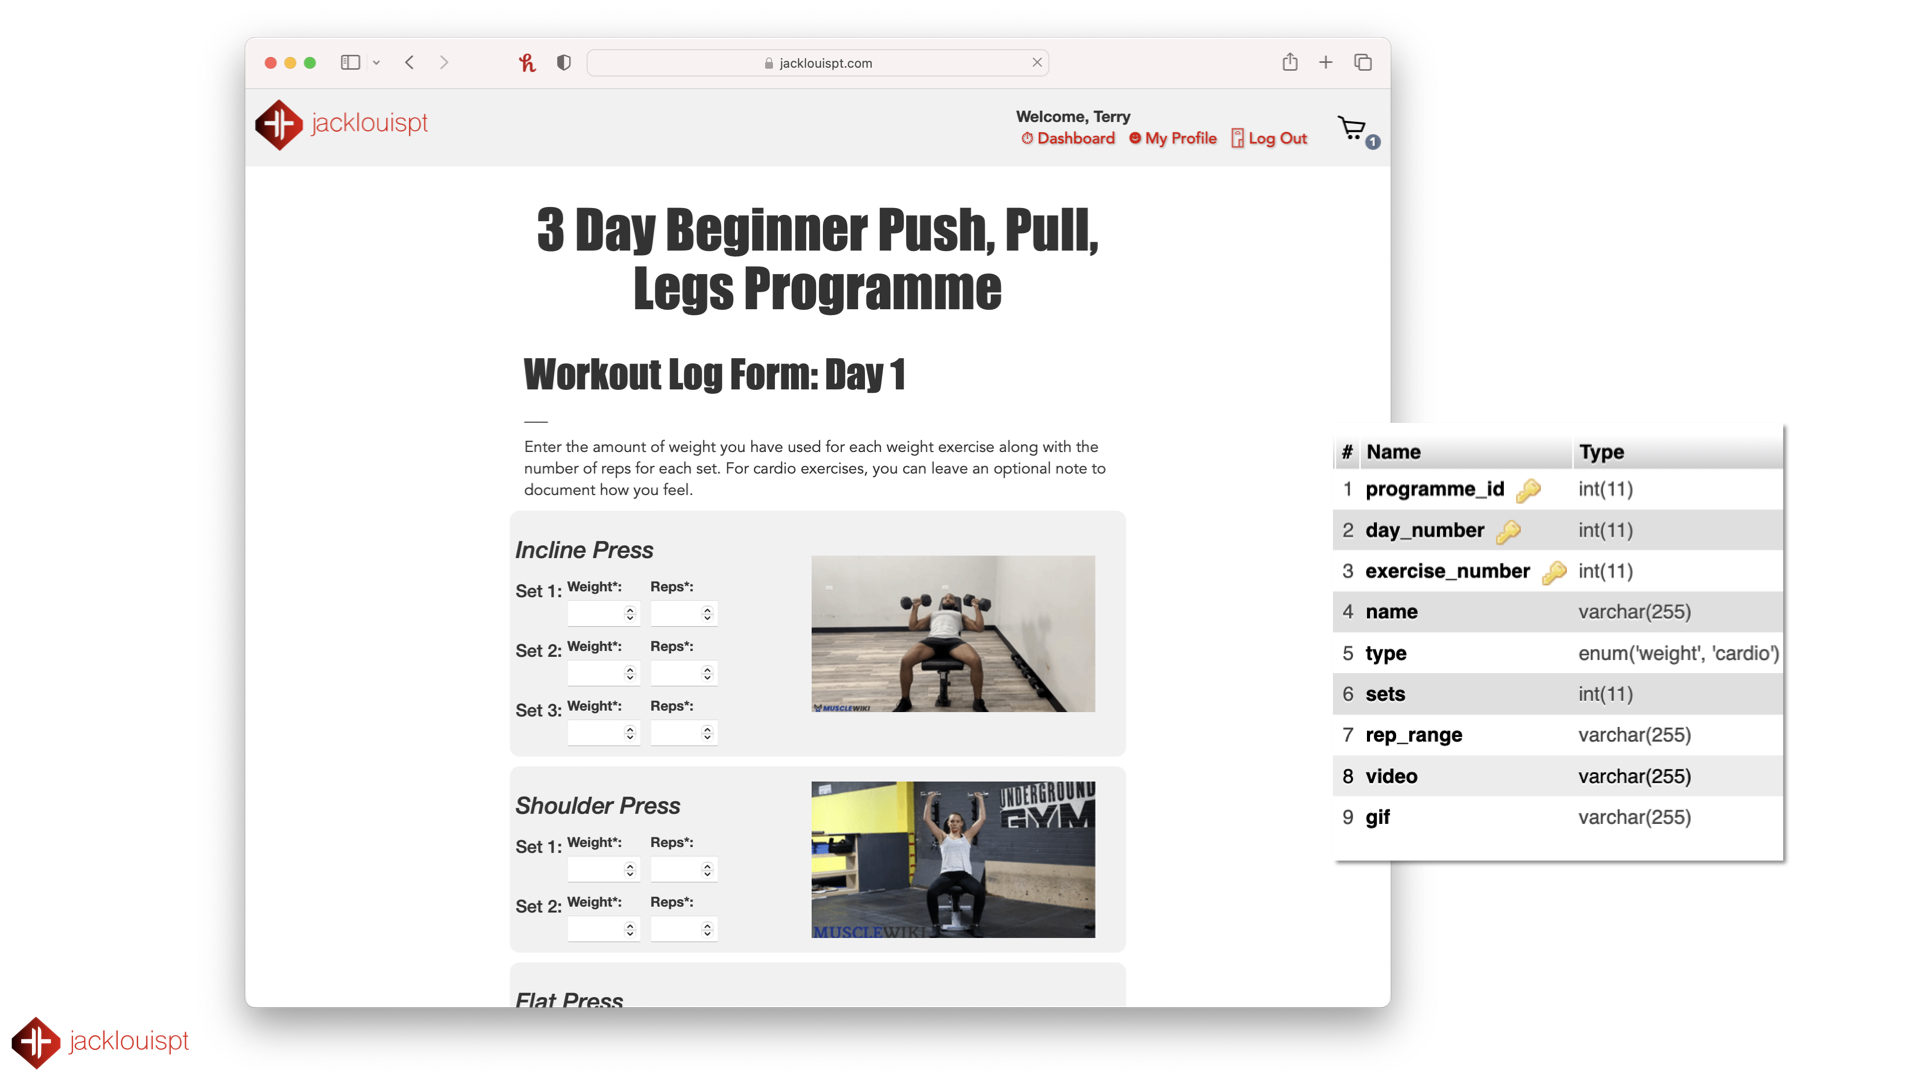 jacklouispt.com
jacklouispt
Welcome, Terry
Dashboard My Profile Log Out
1
3 Day Beginner Push, Pull,
Legs Programme
Workout Log Form: Day 1
Enter the amount of weight you have used for each weight exercise along with the
number of reps for each set. For cardio exercises, you can leave an optional note to
document how you feel.
Incline Press
Set 1: Weight*: Reps*:
Set 2: Weight*: Reps*:
Set 3: Weight*: Reps*:
MUSCLEWIKI
Shoulder Press
Set 1: Weight*: Reps*:
Set 2: Weight*: Reps*:
UNDERGROUND
GYM
MUSCLEWIKI
Flat Press
# Name Type
1 programme_id int(11)
2 day_number int(11)
3 exercise_number int(11)
4 name varchar(255)
5 type enum('weight', 'cardio')
6 sets int(11)
7 rep_range varchar(255)
8 video varchar(255)
9 gif varchar(255)
jacklouispt